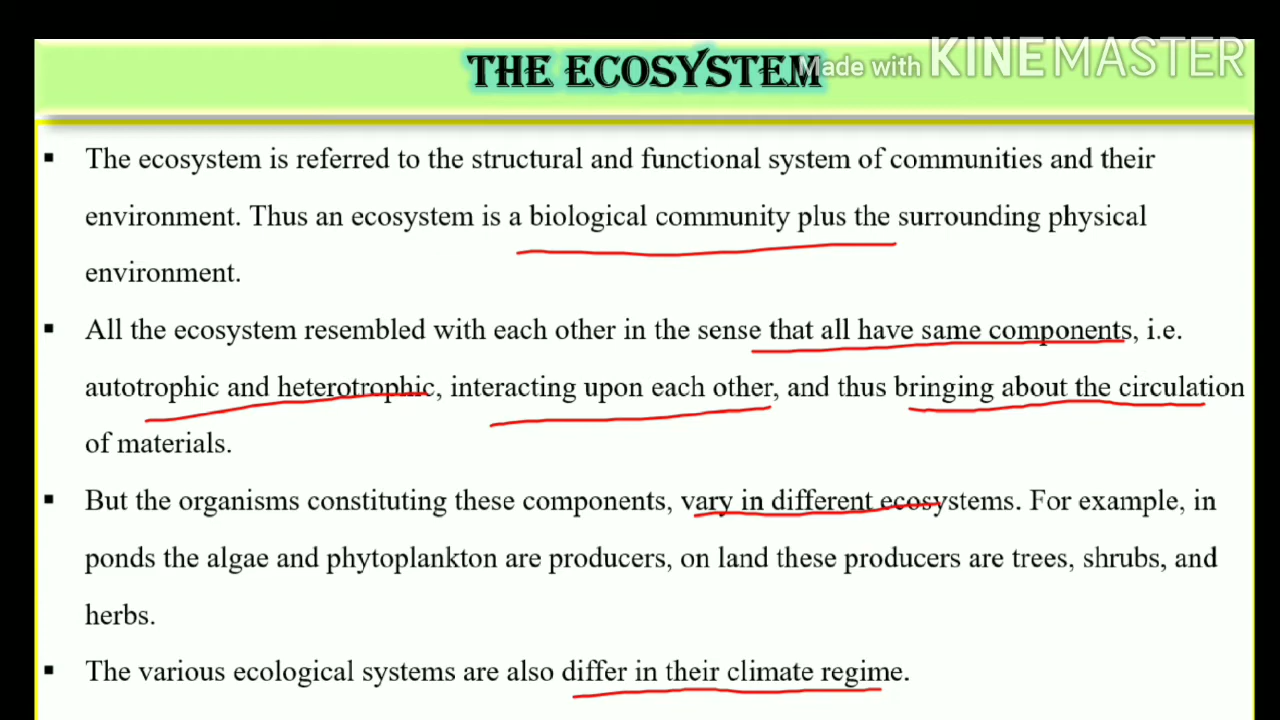 THE ECOSYSTEM
Made with KINEMASTER
▪ The ecosystem is referred to the structural and functional system of communities and their
environment. Thus an ecosystem is a biological community plus the surrounding physical
environment.
▪ All the ecosystem resembled with each other in the sense that all have same components, i.e.
autotrophic and heterotrophic, interacting upon each other, and thus bringing about the circulation
of materials.
▪ But the organisms constituting these components, vary in different ecosystems. For example, in
ponds the algae and phytoplankton are producers, on land these producers are trees, shrubs, and
herbs.
▪ The various ecological systems are also differ in their climate regime.